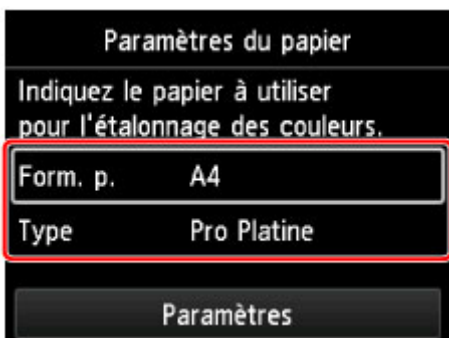 Paramètres du papier
Indiquez le papier à utiliser
pour l'étalonnage des couleurs.
Form. p. A4
Type Pro Platine
Paramètres